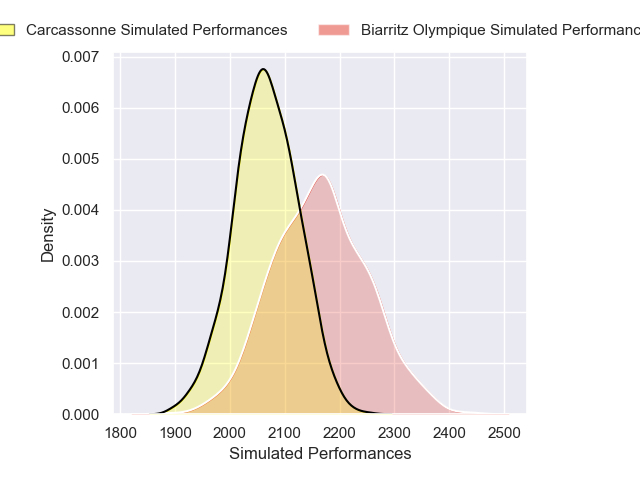 Carcassonne Simulated Performances
Biarritz Olympique Simulated Performanc
0.007
0.006
0.005
0.004
0.003
0.002
0.001
0.000
Density
1800 1900 2000 2100 2200 2300 2400 2500
Simulated Performances